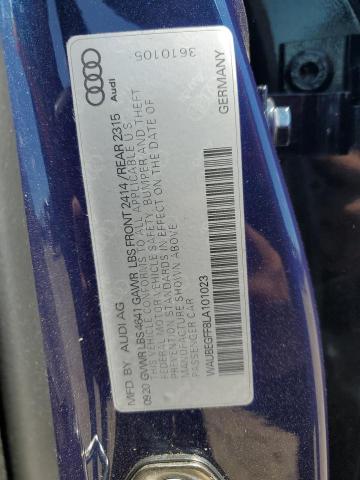 Audi
3610105
MFD. BY AUDI AG
GERMANY
09.20 GVWR LBS 4641 GAWR LBS FRONT 2414 / REAR 2315
VEHICLE CONFORMS TO ALL APPLICABLE U.S.
FEDERAL MOTOR VEHICLE SAFETY, BUMPER, AND THEFT
PREVENTION STANDARDS IN EFFECT ON THE DATE OF
MANUFACTURE SHOWN ABOVE
PASSENGER CAR
WAUBEGFF8LA101023